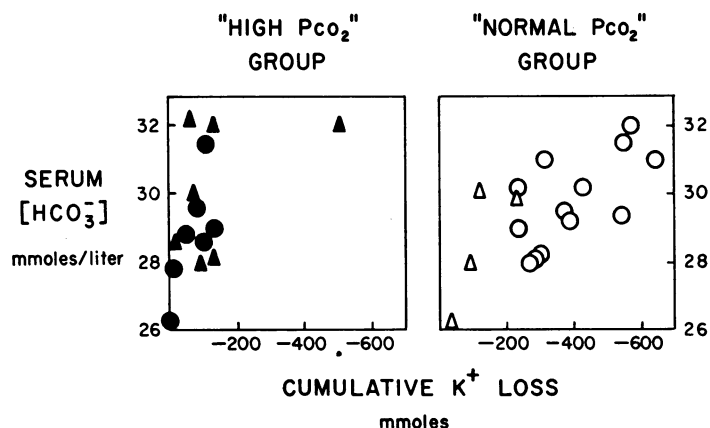 "HIGH Pco₂"
GROUP
"NORMAL Pco₂"
GROUP
SERUM
[HCO₃⁻]
mmoles/liter
32
30
28
26
32
30
28
26
−200 −400 −600
−200 −400 −600
CUMULATIVE K⁺ LOSS
mmoles